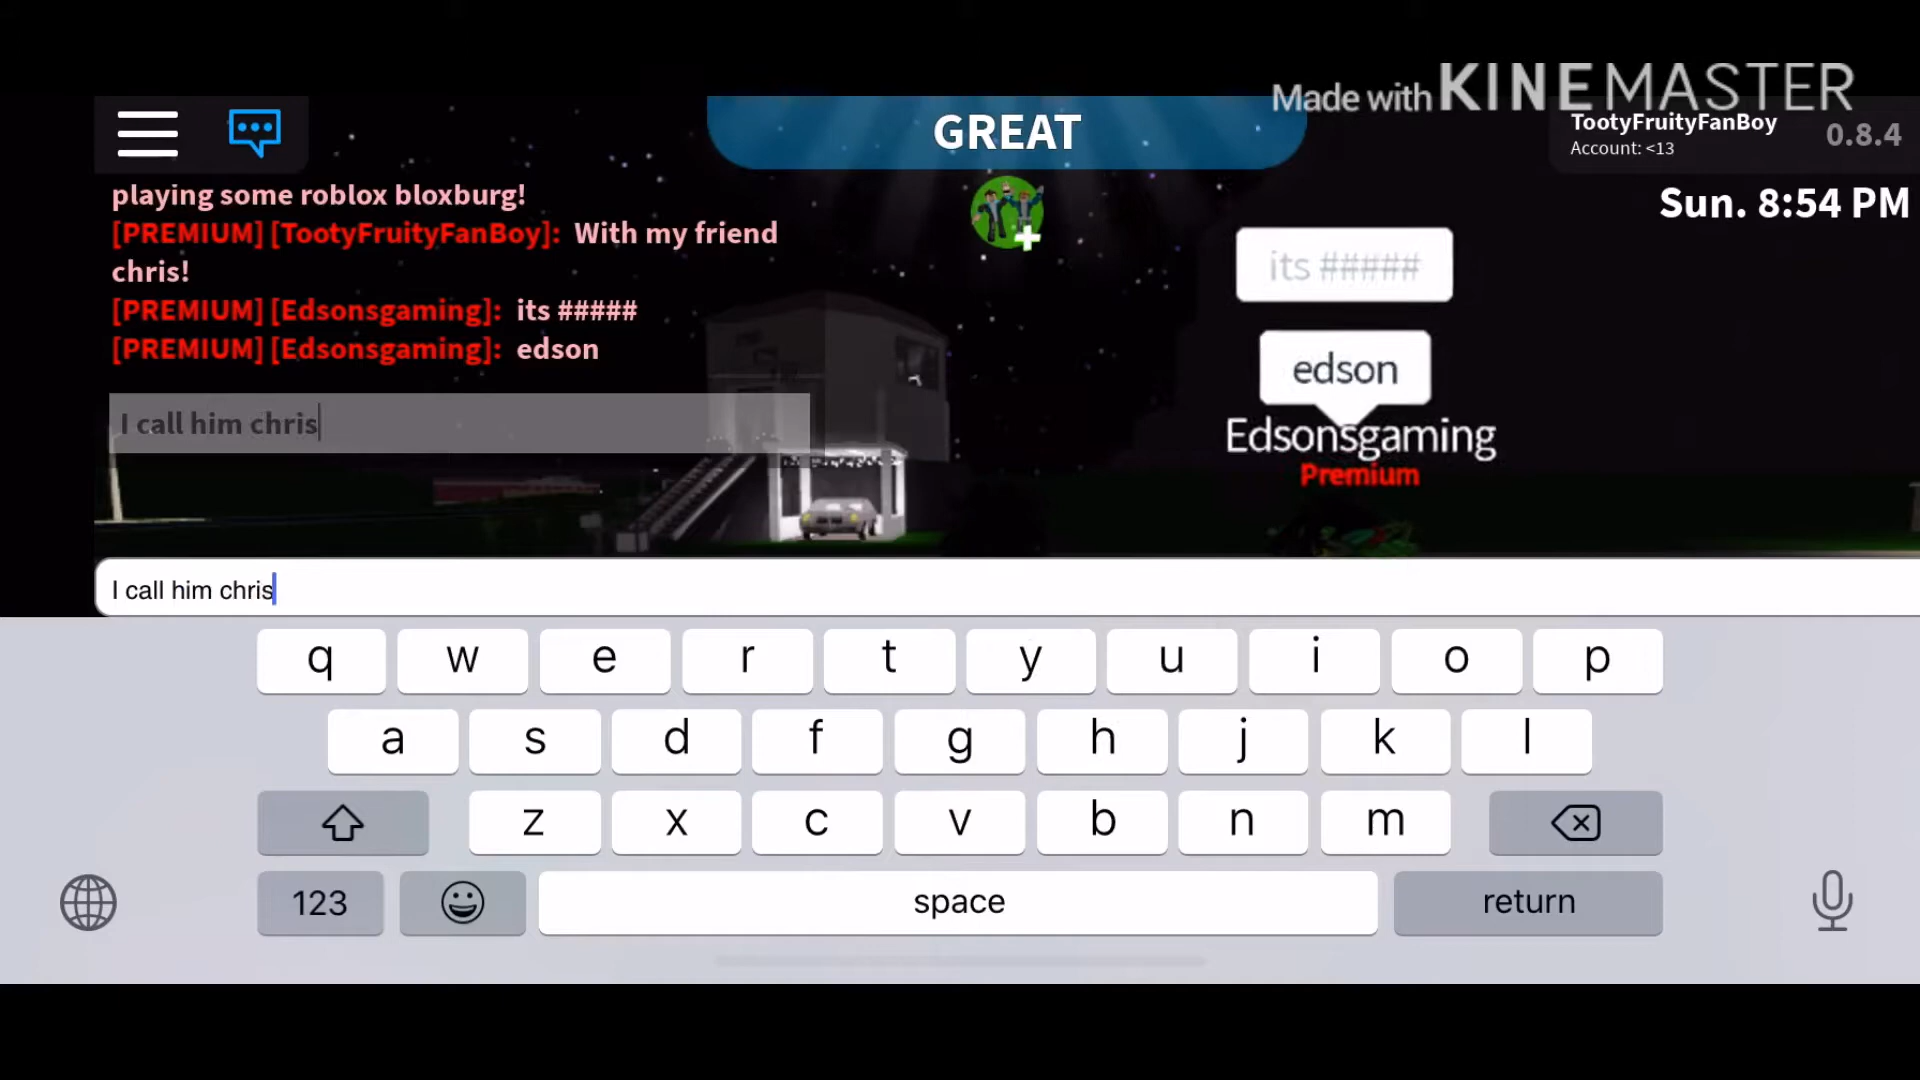 Made with KINEMASTER
GREAT
TootyFruityFanBoy
Account: <13
0.8.4
Sun. 8:54 PM
playing some roblox bloxburg!
[PREMIUM] [TootyFruityFanBoy]: With my friend
chris!
[PREMIUM] [Edsonsgaming]: its #####
[PREMIUM] [Edsonsgaming]: edson
its #####
edson
Edsonsgaming
Premium
I call him chris
I call him chris
q w e r t y u i o p
a s d f g h j k l
z x c v b n m
123 space return